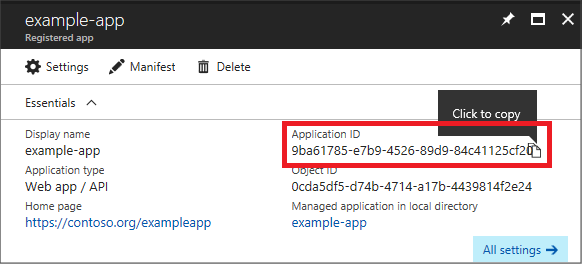 example-app
Registered app
Settings
Manifest
Delete
Essentials
Click to copy
Display name
example-app
Application ID
9ba61785-e7b9-4526-89d9-84c41125cf20
Application type
Web app / API
Object ID
0cda5df5-d74b-4714-a17b-4439814f2e24
Home page
https://contoso.org/exampleapp
Managed application in local directory
example-app
All settings